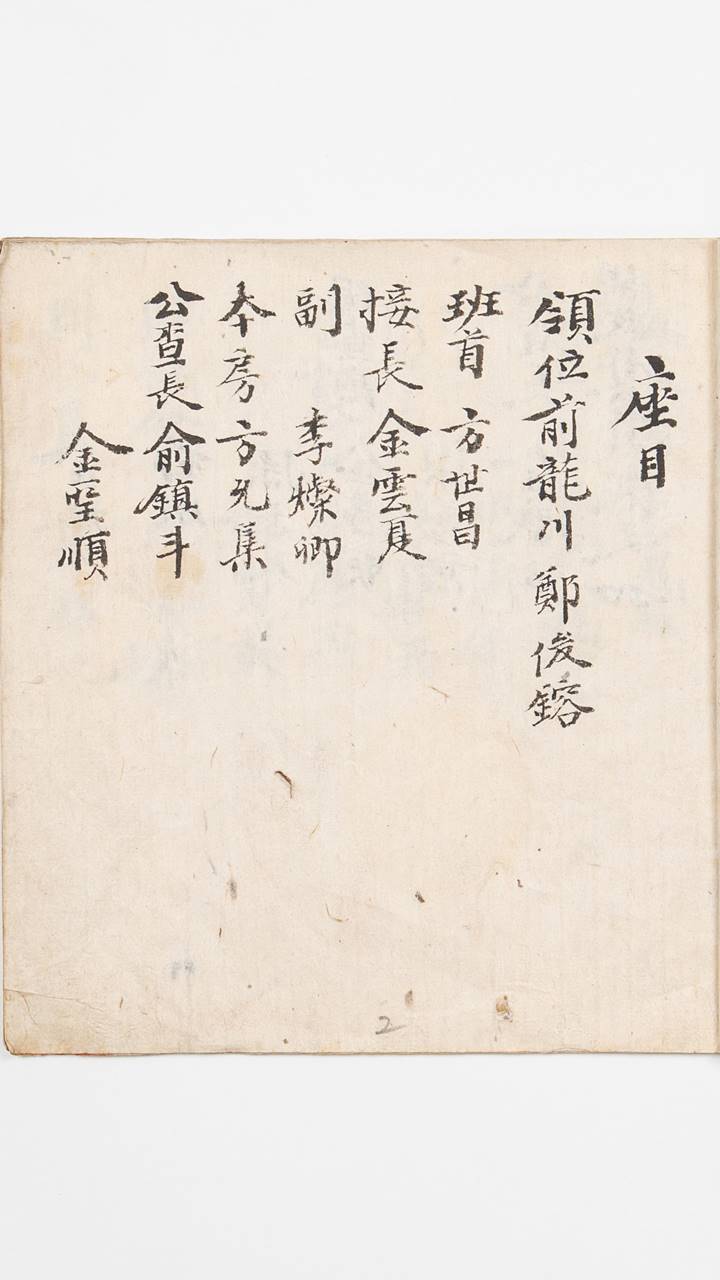 座目
領位前龍川 鄭俊鎔
班首 方世昌
接長 金雲夏
副 李燦卿
本房 方允集
公査長 俞鎮斗
金聖順
2